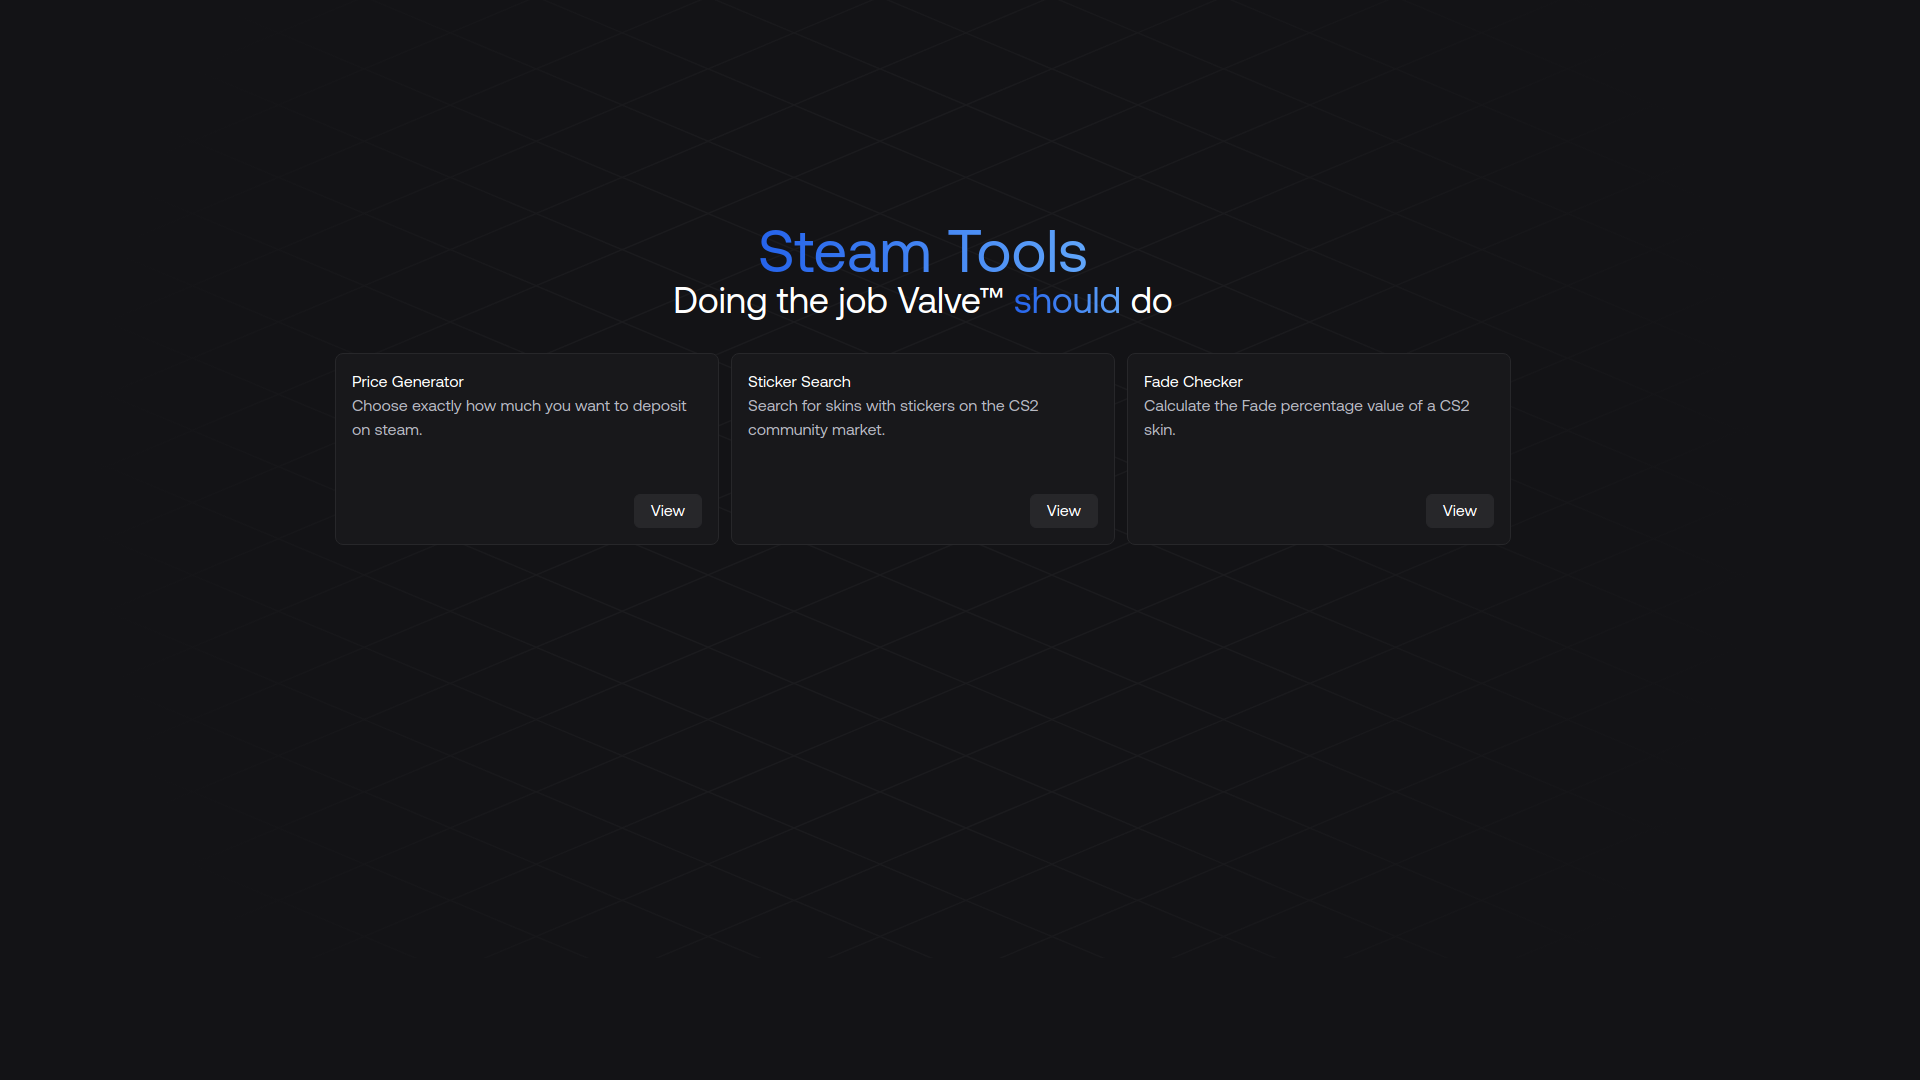 Steam Tools
Doing the job Valve™ should do
Price Generator
Choose exactly how much you want to deposit
on steam.
View
Sticker Search
Search for skins with stickers on the CS2
community market.
View
Fade Checker
Calculate the Fade percentage value of a CS2
skin.
View